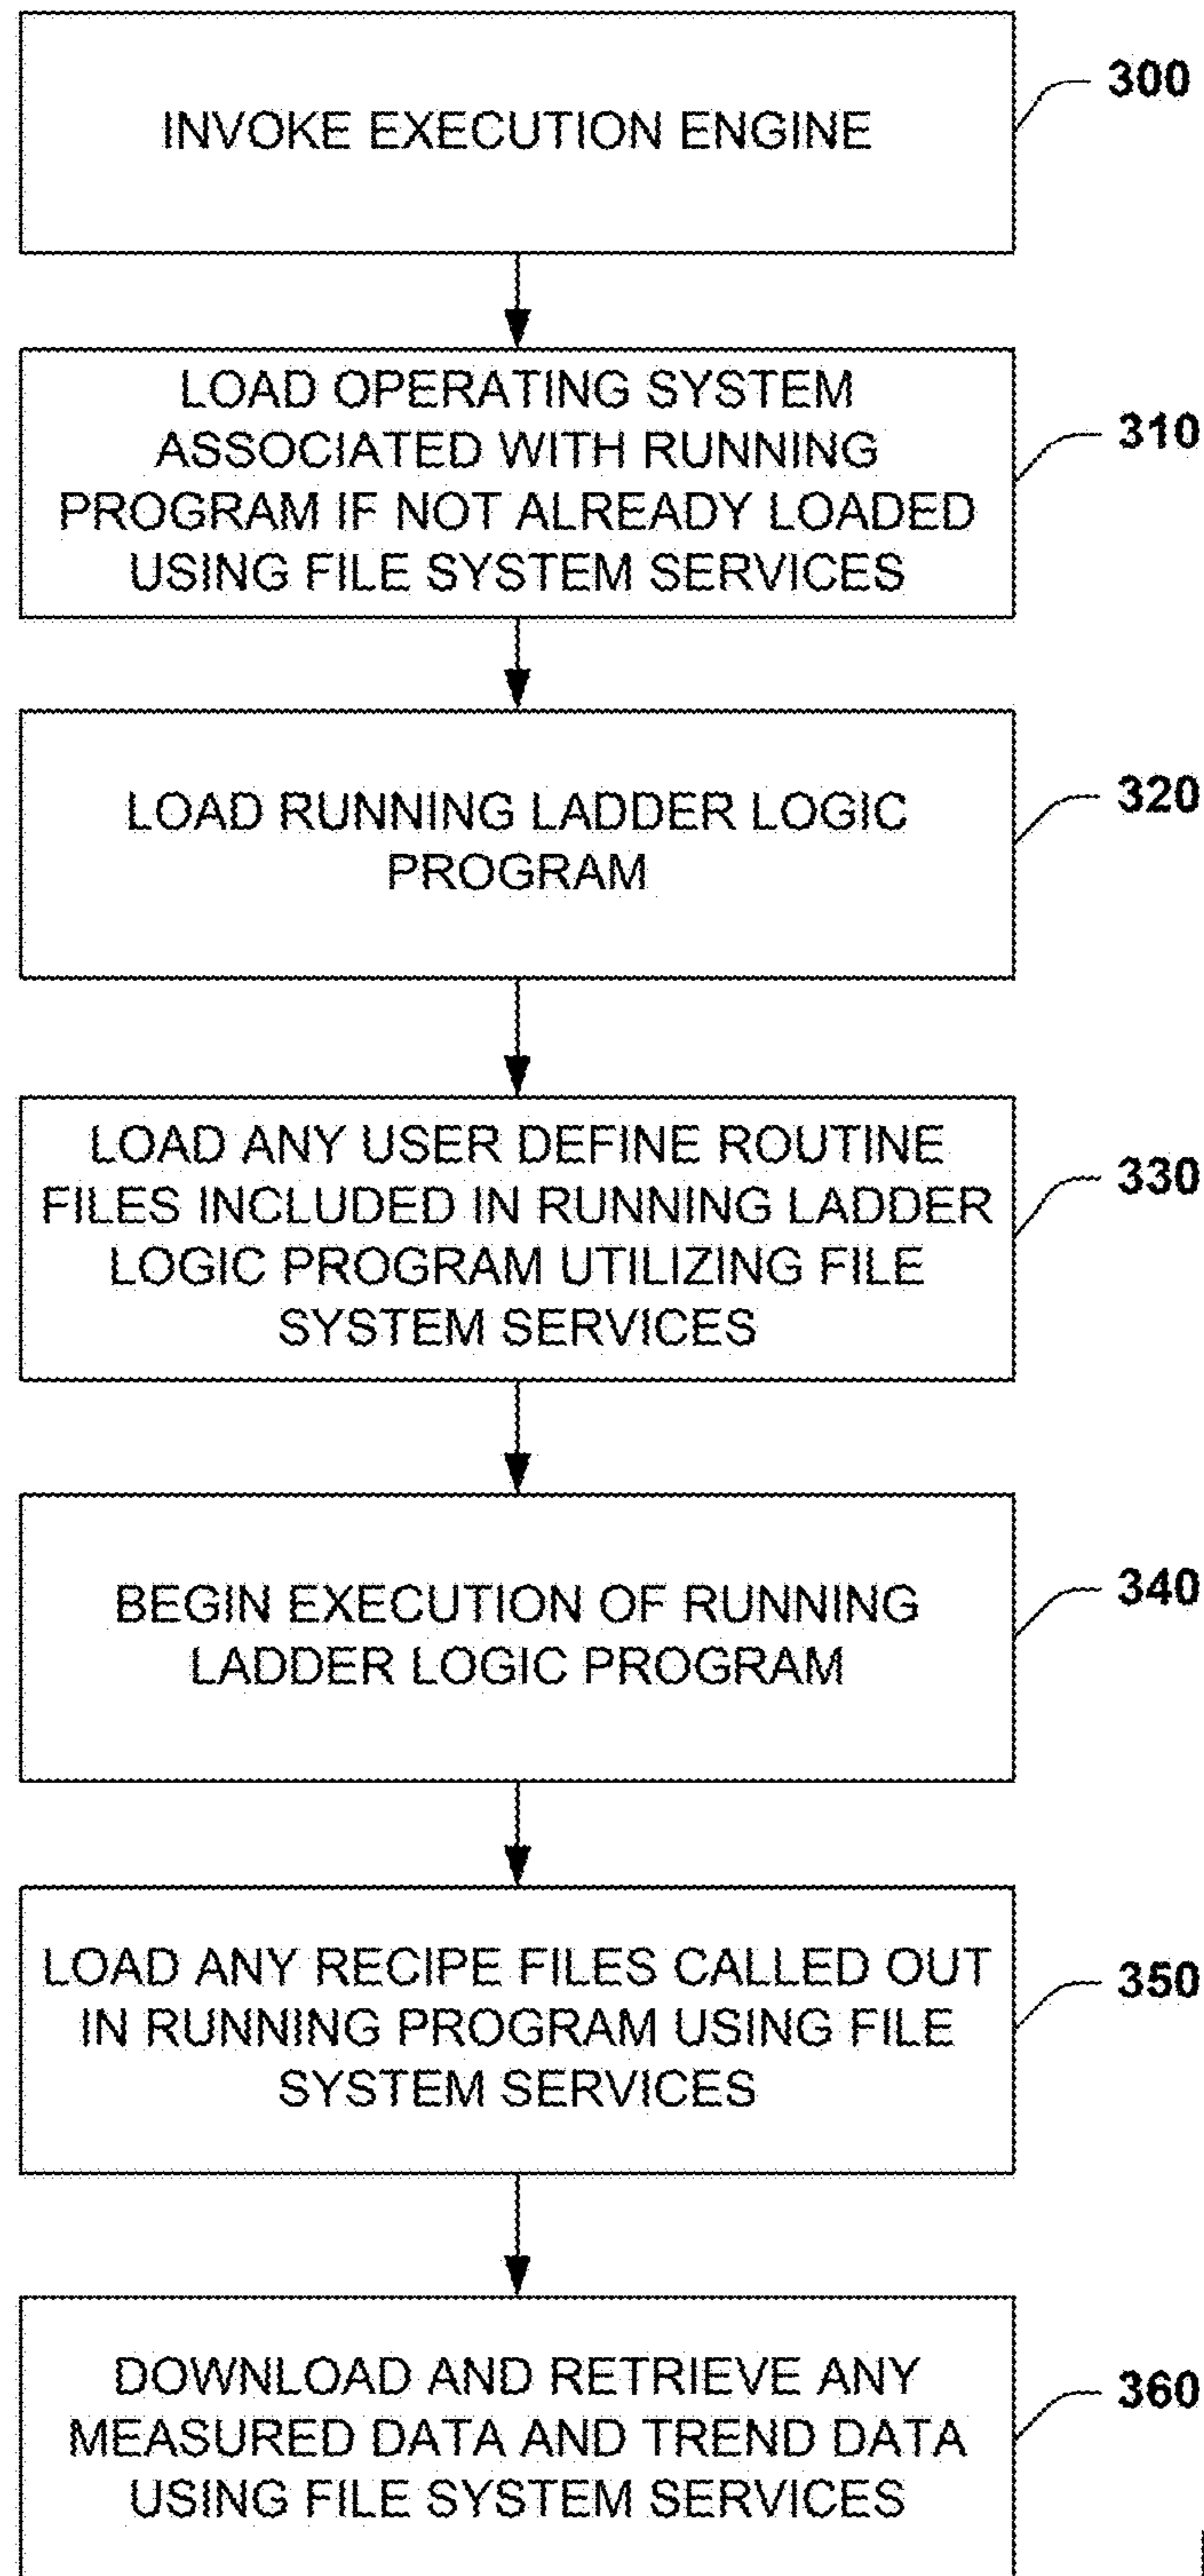 INVOKE EXECUTION ENGINE
300
LOAD OPERATING SYSTEM
ASSOCIATED WITH RUNNING
PROGRAM IF NOT ALREADY LOADED
USING FILE SYSTEM SERVICES
310
LOAD RUNNING LADDER LOGIC
PROGRAM
320
LOAD ANY USER DEFINE ROUTINE
FILES INCLUDED IN RUNNING LADDER
LOGIC PROGRAM UTILIZING FILE
SYSTEM SERVICES
330
BEGIN EXECUTION OF RUNNING
LADDER LOGIC PROGRAM
340
LOAD ANY RECIPE FILES CALLED OUT
IN RUNNING PROGRAM USING FILE
SYSTEM SERVICES
350
DOWNLOAD AND RETRIEVE ANY
MEASURED DATA AND TREND DATA
USING FILE SYSTEM SERVICES
360